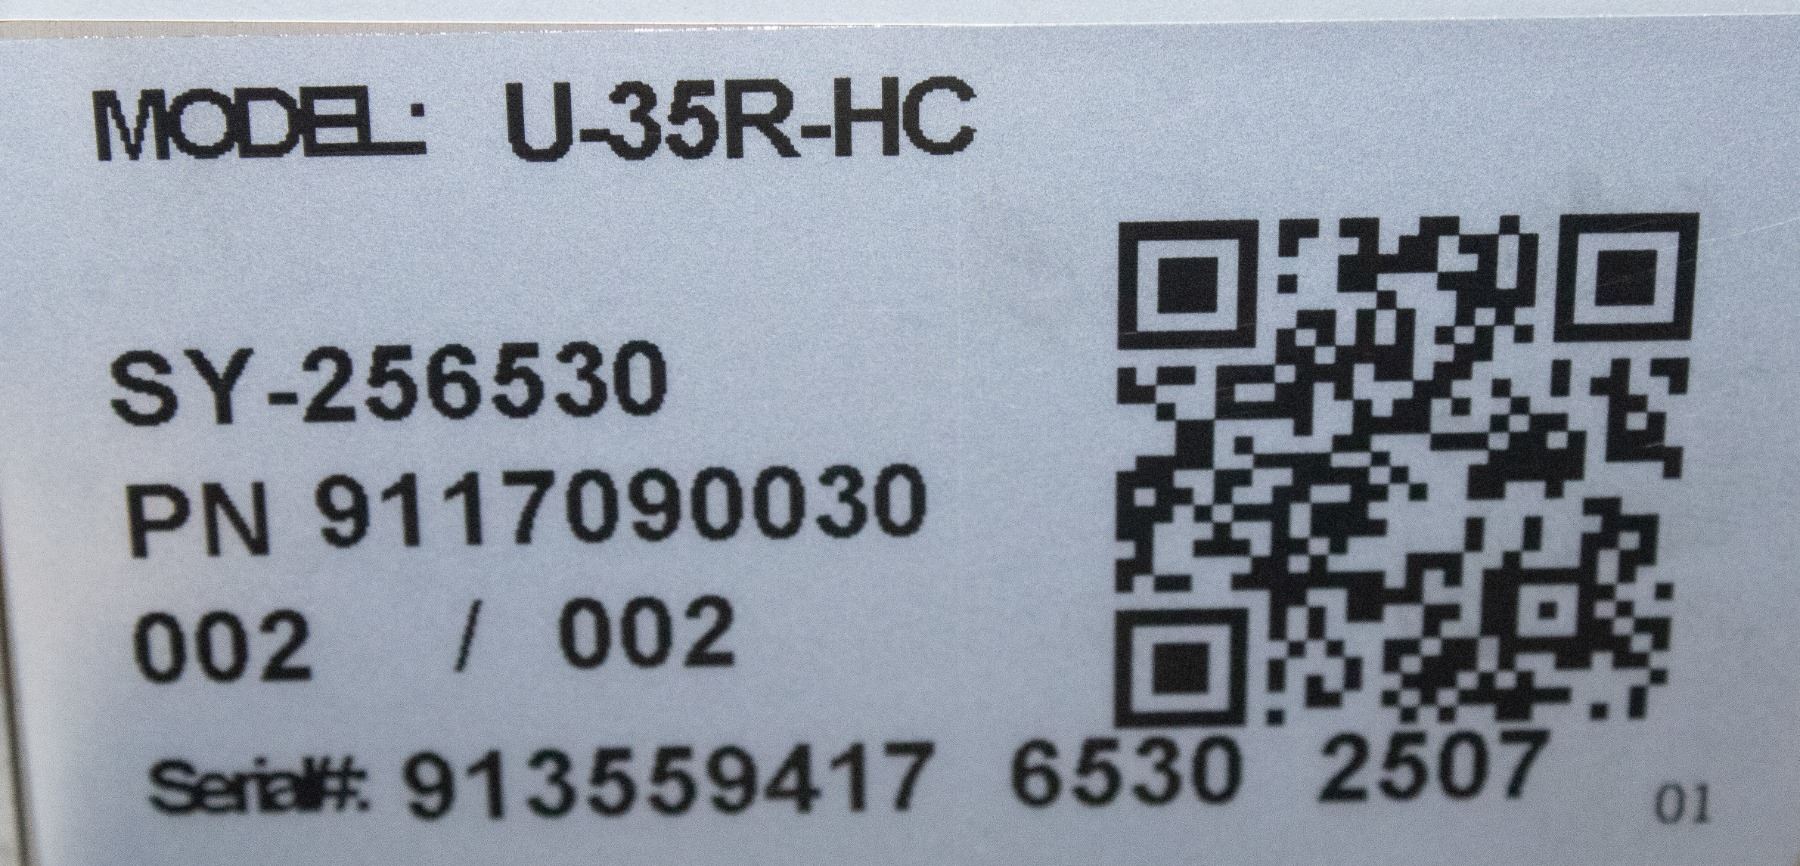 MODEL: U-35R-HC
SY-256530
PN 9117090030
002 / 002
Serial#: 913559417 6530 2507
01